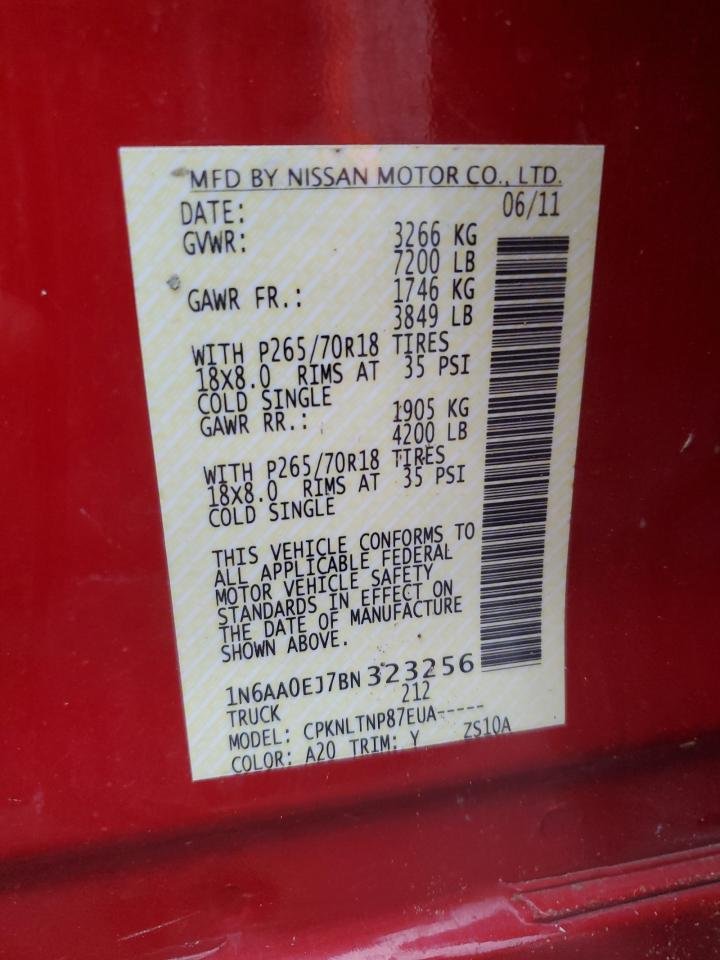 MFD BY NISSAN MOTOR CO., LTD.
DATE: 06/11
GVWR: 3266 KG
7200 LB
GAWR FR.: 1746 KG
3849 LB
WITH P265/70R18 TIRES
18X8.0 RIMS AT 35 PSI
COLD SINGLE
GAWR RR.: 1905 KG
4200 LB
WITH P265/70R18 TIRES
18X8.0 RIMS AT 35 PSI
COLD SINGLE
THIS VEHICLE CONFORMS TO
ALL APPLICABLE FEDERAL
MOTOR VEHICLE SAFETY
STANDARDS IN EFFECT ON
THE DATE OF MANUFACTURE
SHOWN ABOVE.
1N6AA0EJ7BN323256
TRUCK 212
MODEL: CPKNLTNP87EUA-----
COLOR: A20 TRIM: Y ZS10A